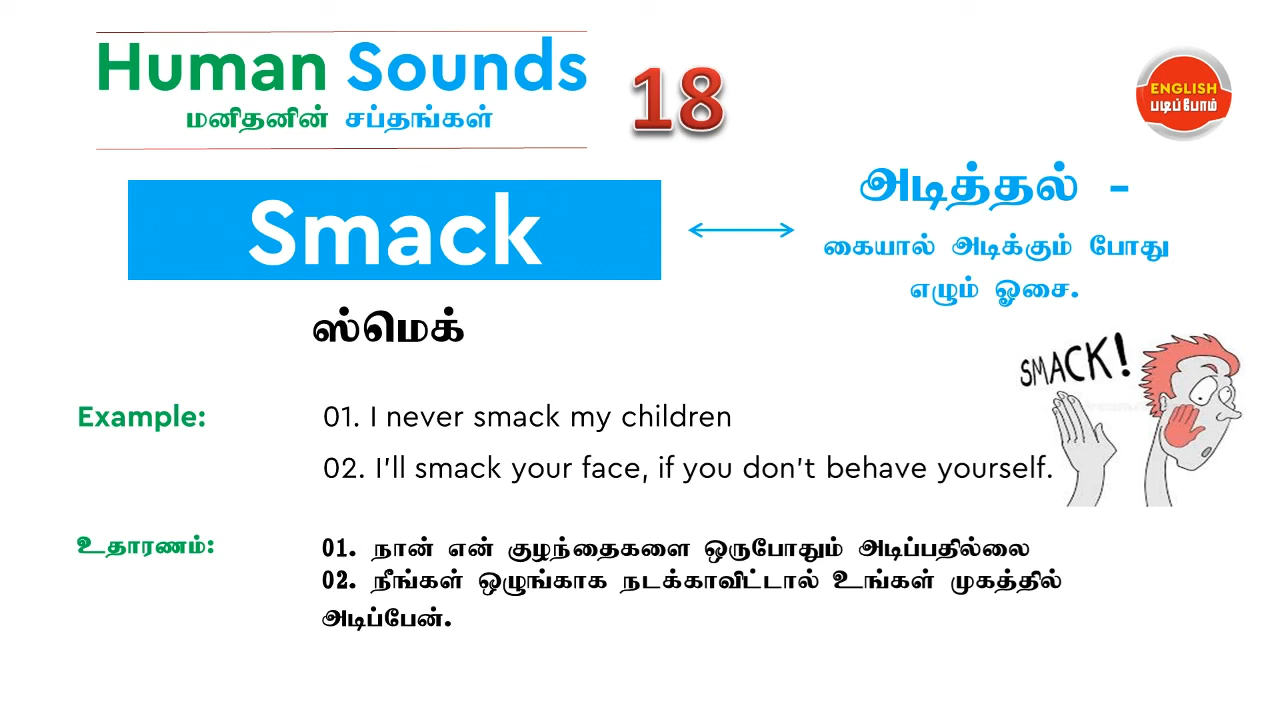 Human Sounds
மனிதனின் சப்தங்கள்
18
ENGLISH
படிப்போம்
Smack
அடித்தல் -
கையால் அடிக்கும் போது
எழும் ஓசை.
ஸ்மெக்
SMACK!
Example:
01. I never smack my children
02. I'll smack your face, if you don't behave yourself.
உதாரணம்:
01. நான் என் குழந்தைகளை ஒருபோதும் அடிப்பதில்லை
02. நீங்கள் ஒழுங்காக நடக்காவிட்டால் உங்கள் முகத்தில்
அடிப்பேன்.